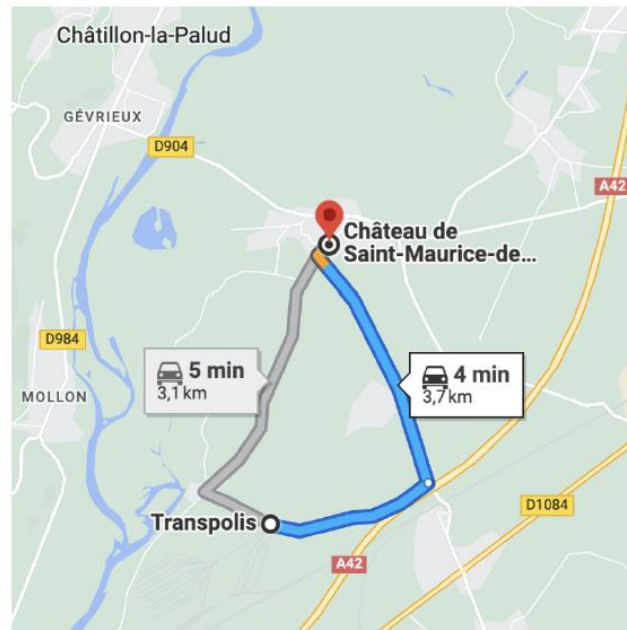 Châtillon-la-Palud
GÉVRIEUX
D904
A42
Château de
Saint-Maurice-de...
D984
5 min
3,1 km
4 min
3,7 km
MOLLON
Transpolis
D1084
A42